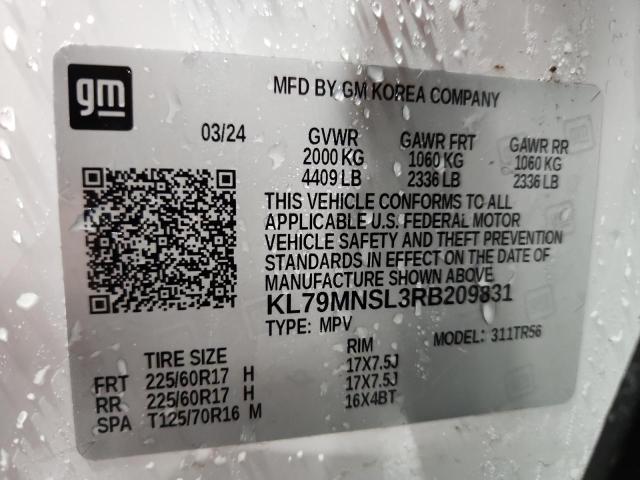 gm
MFD BY GM KOREA COMPANY
03/24 GVWR GAWR FRT GAWR RR
2000 KG 1060 KG 1060 KG
4409 LB 2336 LB 2336 LB
THIS VEHICLE CONFORMS TO ALL
APPLICABLE U.S. FEDERAL MOTOR
VEHICLE SAFETY AND THEFT PREVENTION
STANDARDS IN EFFECT ON THE DATE OF
MANUFACTURE SHOWN ABOVE
KL79MNSL3RB209831
TYPE: MPV MODEL: 311TR56
TIRE SIZE RIM
FRT 225/60R17 H 17X7.5J
RR 225/60R17 H 17X7.5J
SPA T125/70R16 M 16X4BT